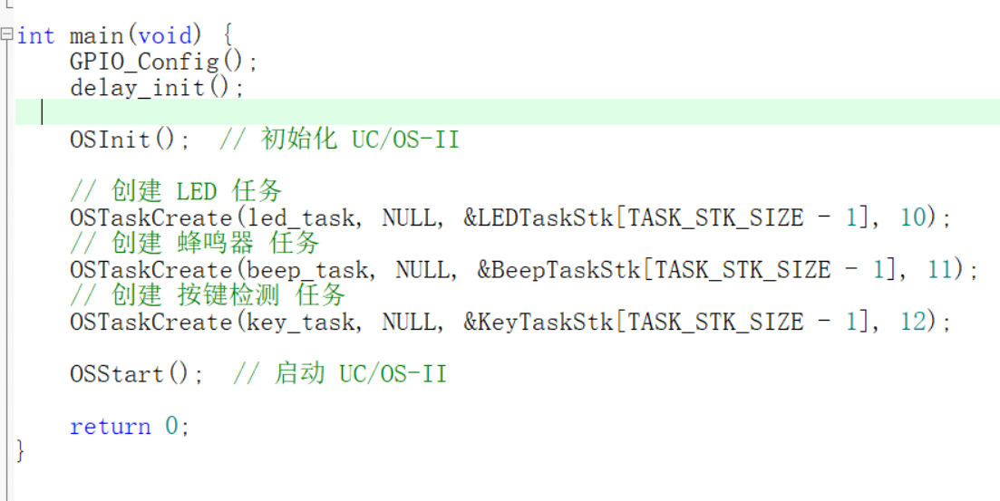 int main(void) {
GPIO_Config();
delay_init();
OSInit();  // 初始化 UC/OS-II
// 创建 LED 任务
OSTaskCreate(led_task, NULL, &LEDTaskStk[TASK_STK_SIZE - 1], 10);
// 创建 蜂鸣器 任务
OSTaskCreate(beep_task, NULL, &BeepTaskStk[TASK_STK_SIZE - 1], 11);
// 创建 按键检测 任务
OSTaskCreate(key_task, NULL, &KeyTaskStk[TASK_STK_SIZE - 1], 12);
OSStart();  // 启动 UC/OS-II
return 0;
}